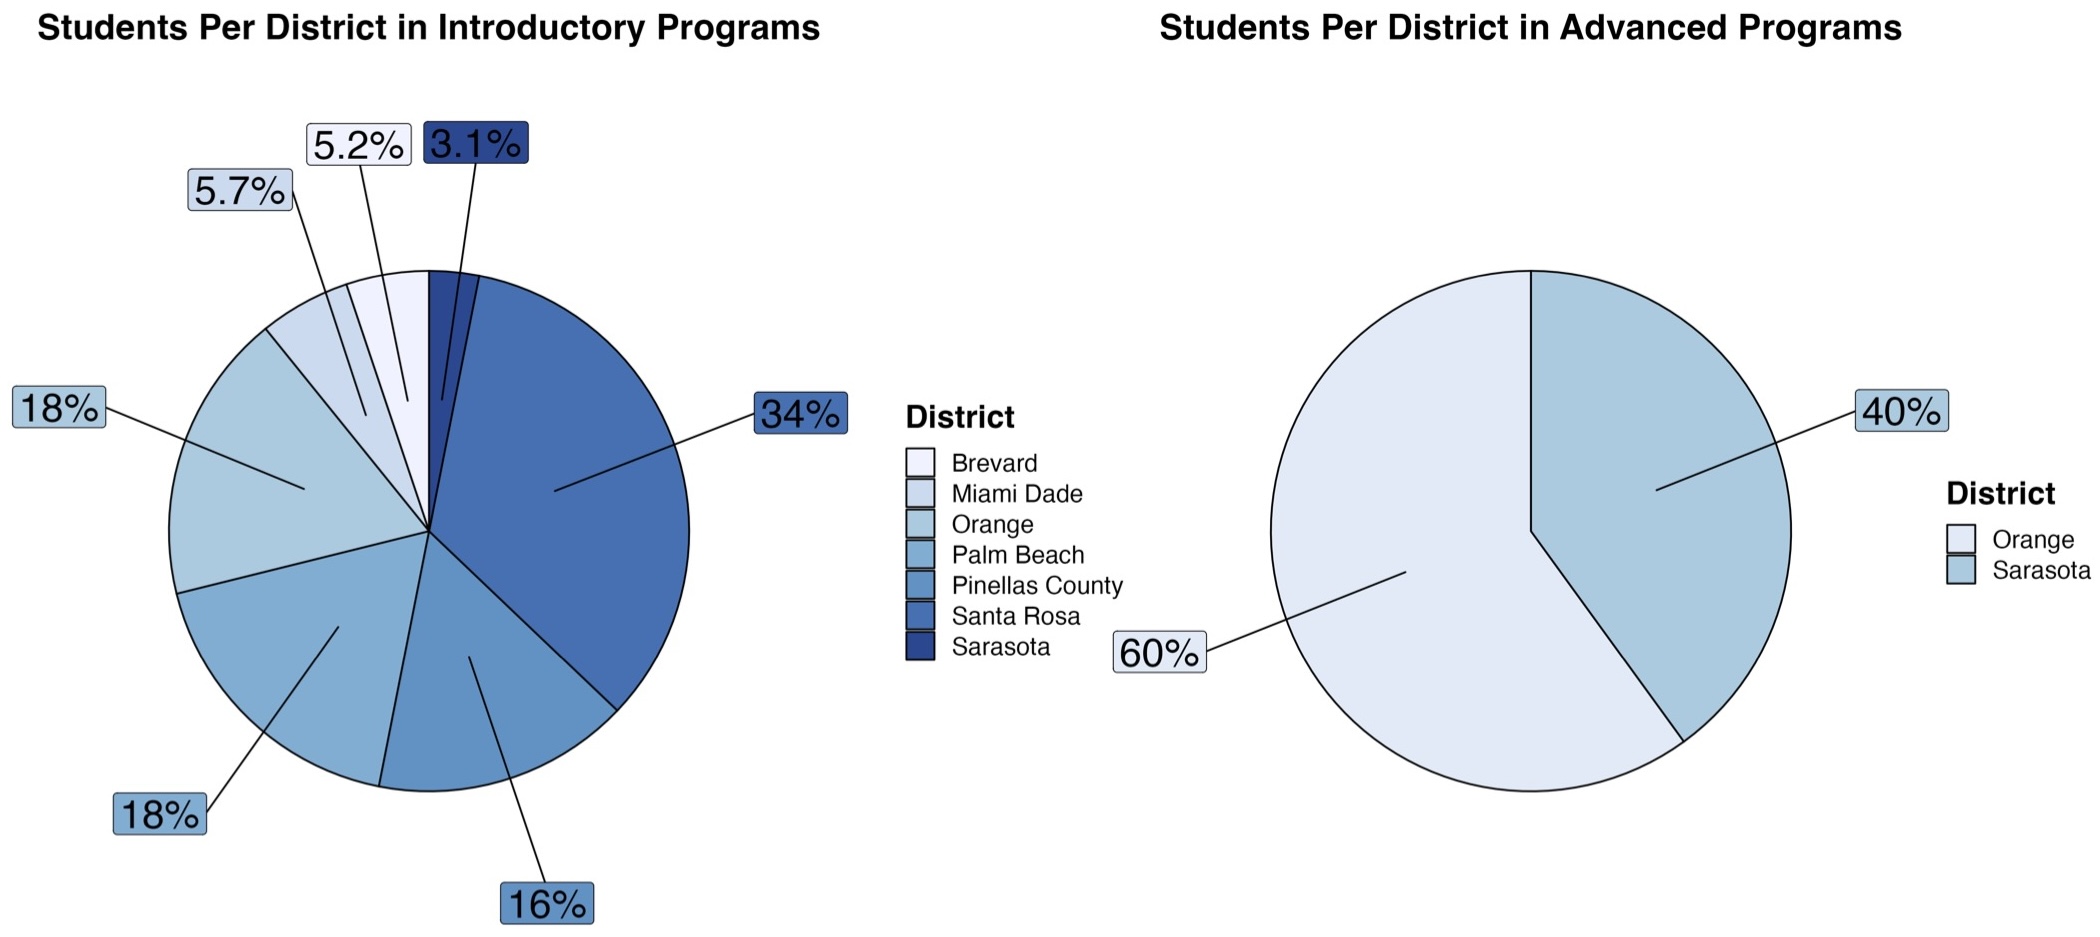 Students Per District in Introductory Programs
5.2%
3.1%
5.7%
18%
34%
18%
16%
District
Brevard
Miami Dade
Orange
Palm Beach
Pinellas County
Santa Rosa
Sarasota
Students Per District in Advanced Programs
40%
60%
District
Orange
Sarasota